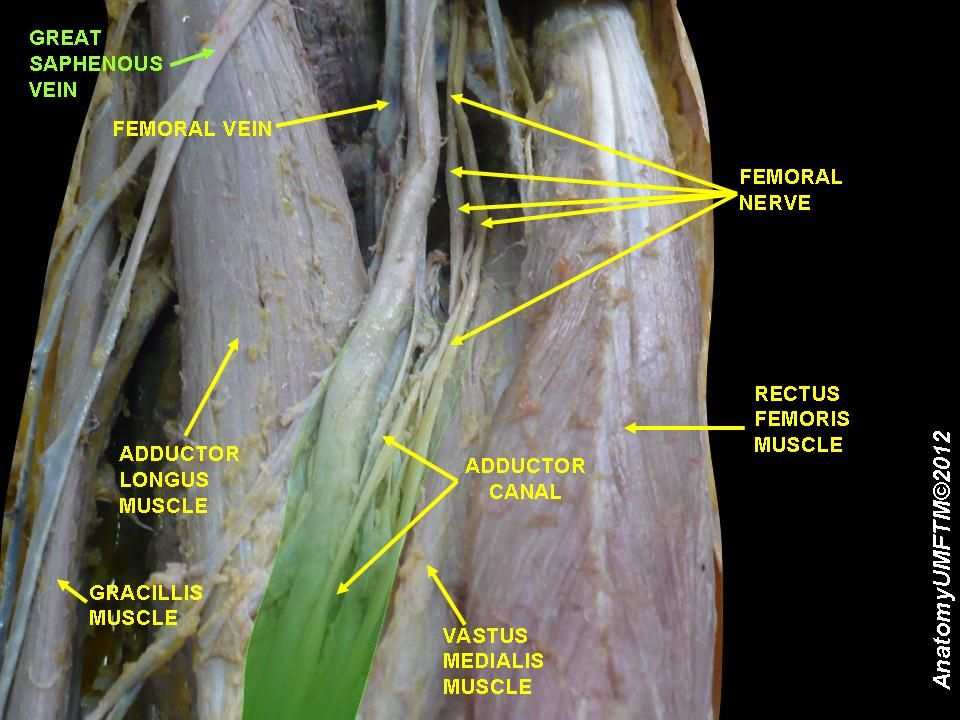 GREAT
SAPHENOUS
VEIN
FEMORAL VEIN
FEMORAL
NERVE
RECTUS
FEMORIS
MUSCLE
ADDUCTOR
LONGUS
MUSCLE
ADDUCTOR
CANAL
GRACILLIS
MUSCLE
VASTUS
MEDIALIS
MUSCLE
AnatomyUMFTM©2012